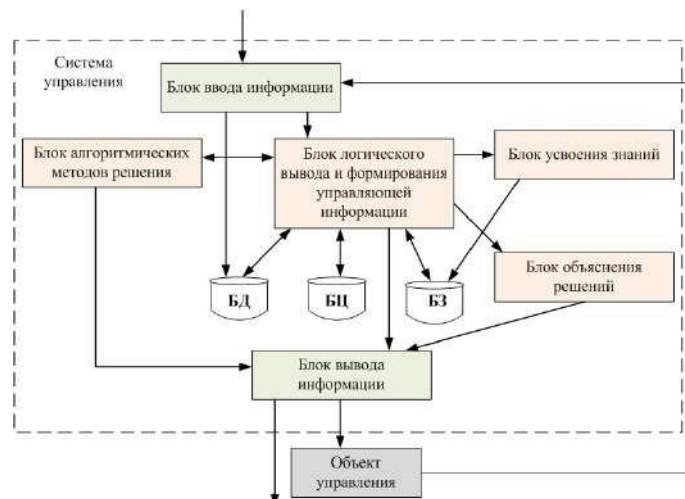 Система
управления
Блок ввода информации
Блок алгоритмических
методов решения
Блок логического
вывода и формирования
управляющей
информации
Блок усвоения знаний
Блок объяснения
решений
БД
БЦ
БЗ
Блок вывода
информации
Объект
управления